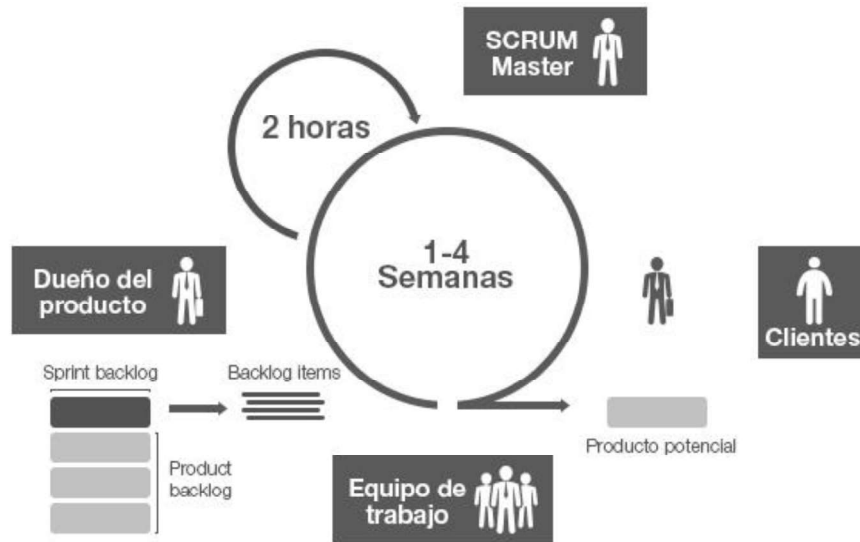 SCRUM
Master
2 horas
1-4
Semanas
Dueño del
producto
Clientes
Sprint backlog
Backlog items
Product
backlog
Producto potencial
Equipo de
trabajo